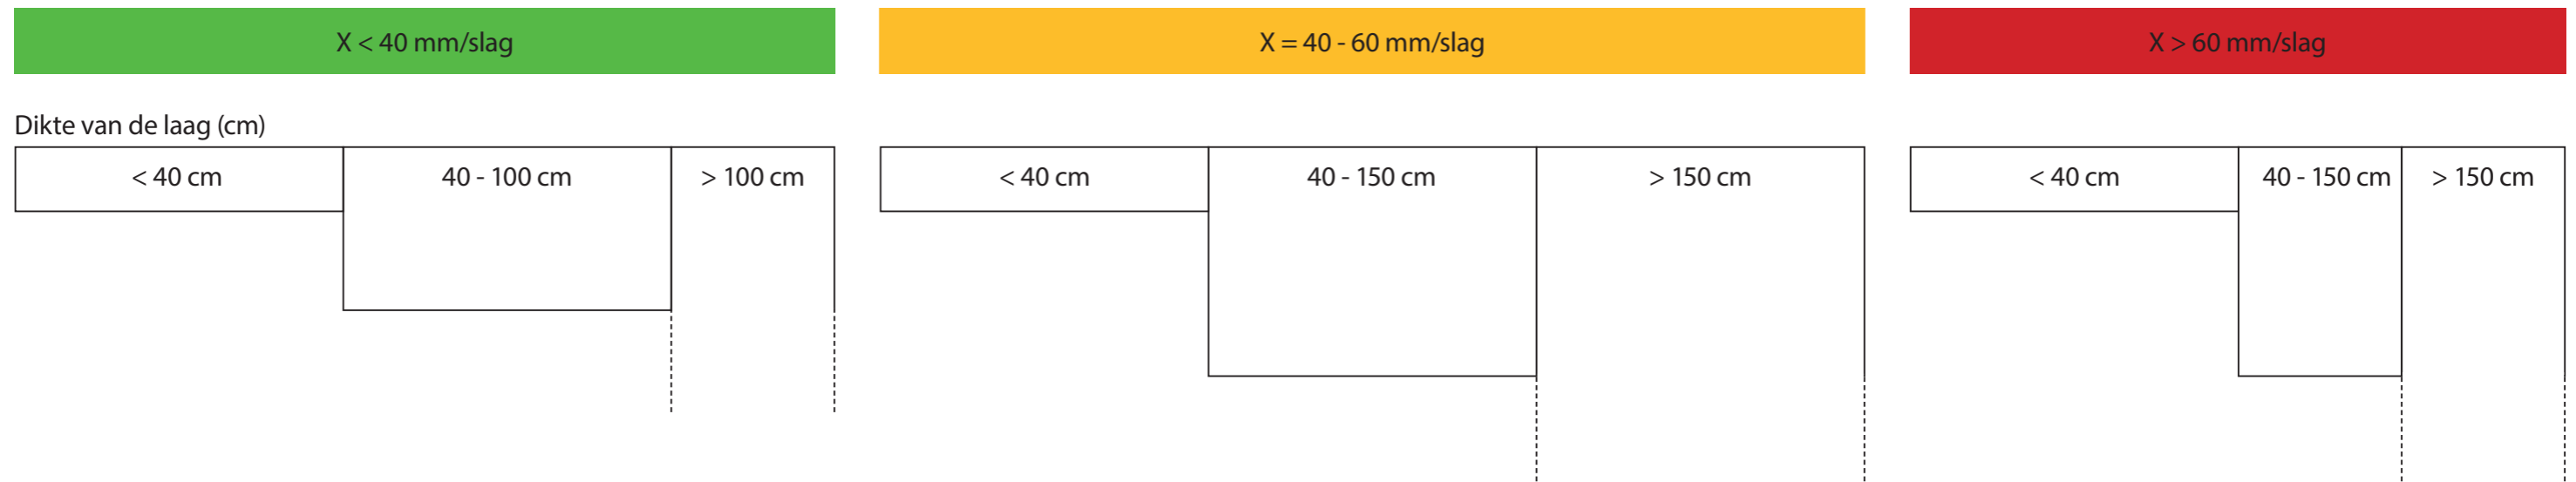 X < 40 mm/slag
X = 40 - 60 mm/slag
X > 60 mm/slag
Dikte van de laag (cm)
< 40 cm
40 - 100 cm
> 100 cm
< 40 cm
40 - 150 cm
> 150 cm
< 40 cm
40 - 150 cm
> 150 cm